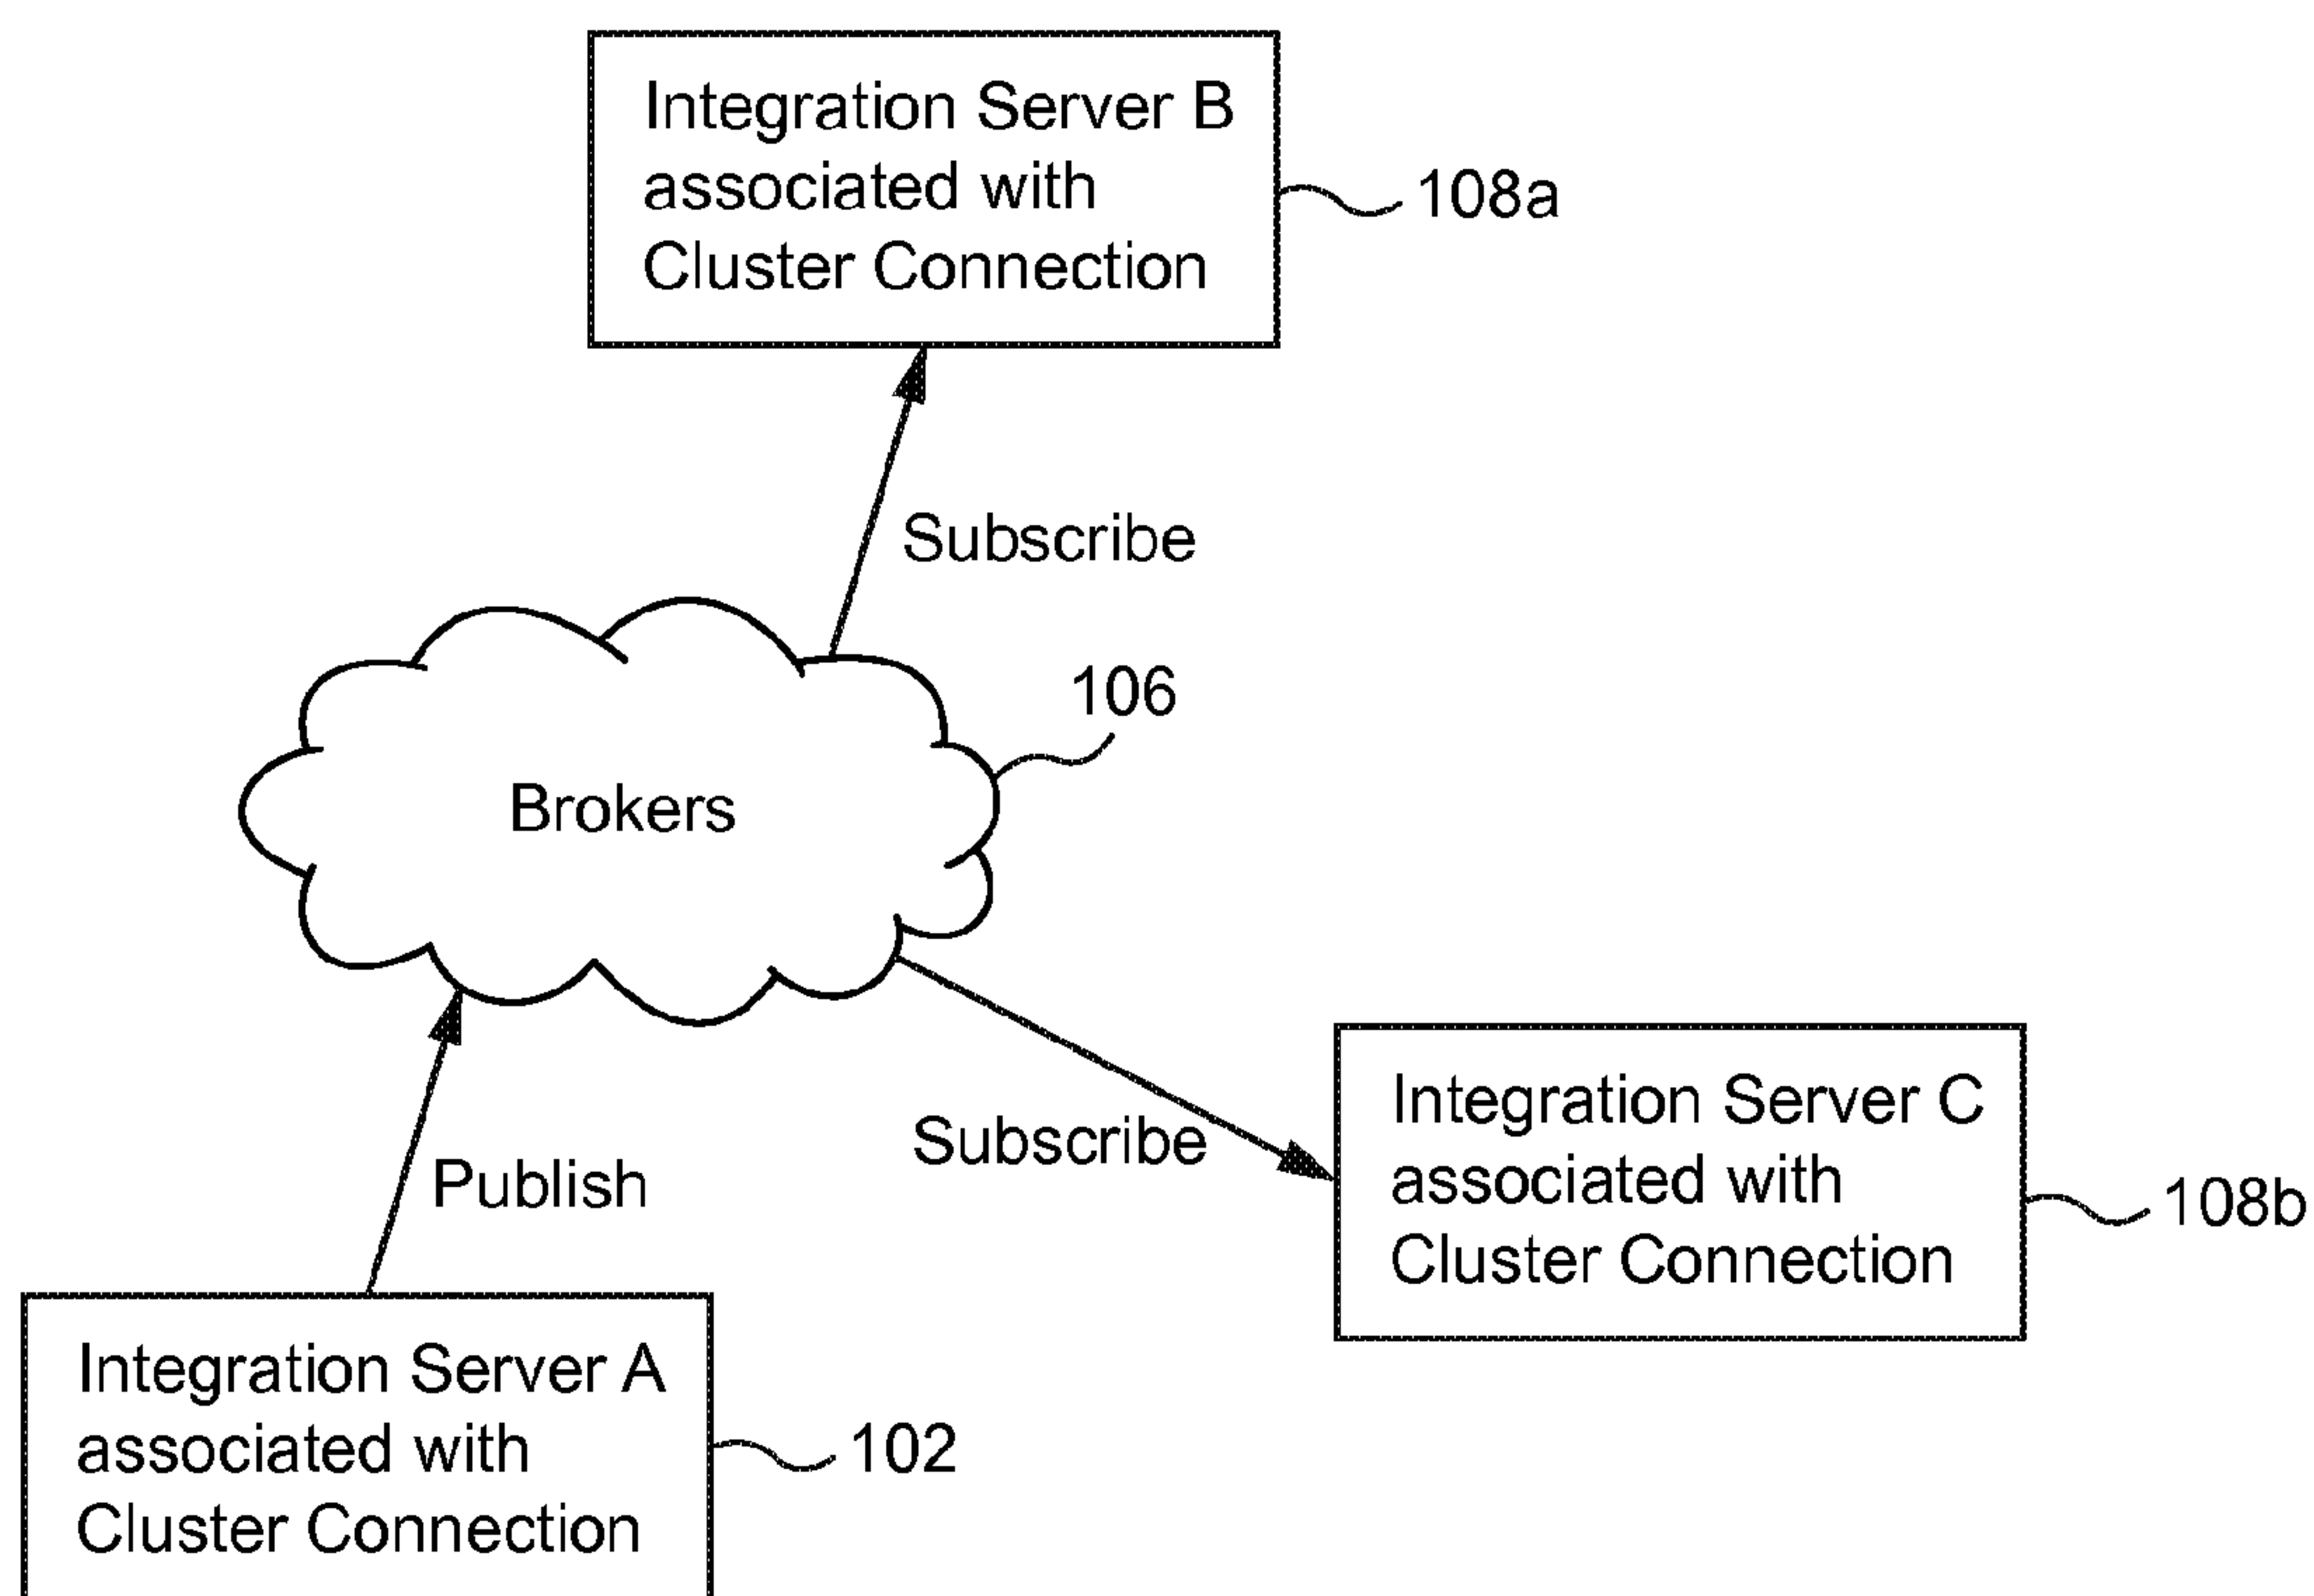 Integration Server B
associated with
Cluster Connection
108a
Subscribe
106
Brokers
Subscribe
Publish
Integration Server C
associated with
Cluster Connection
108b
Integration Server A
associated with
Cluster Connection
102